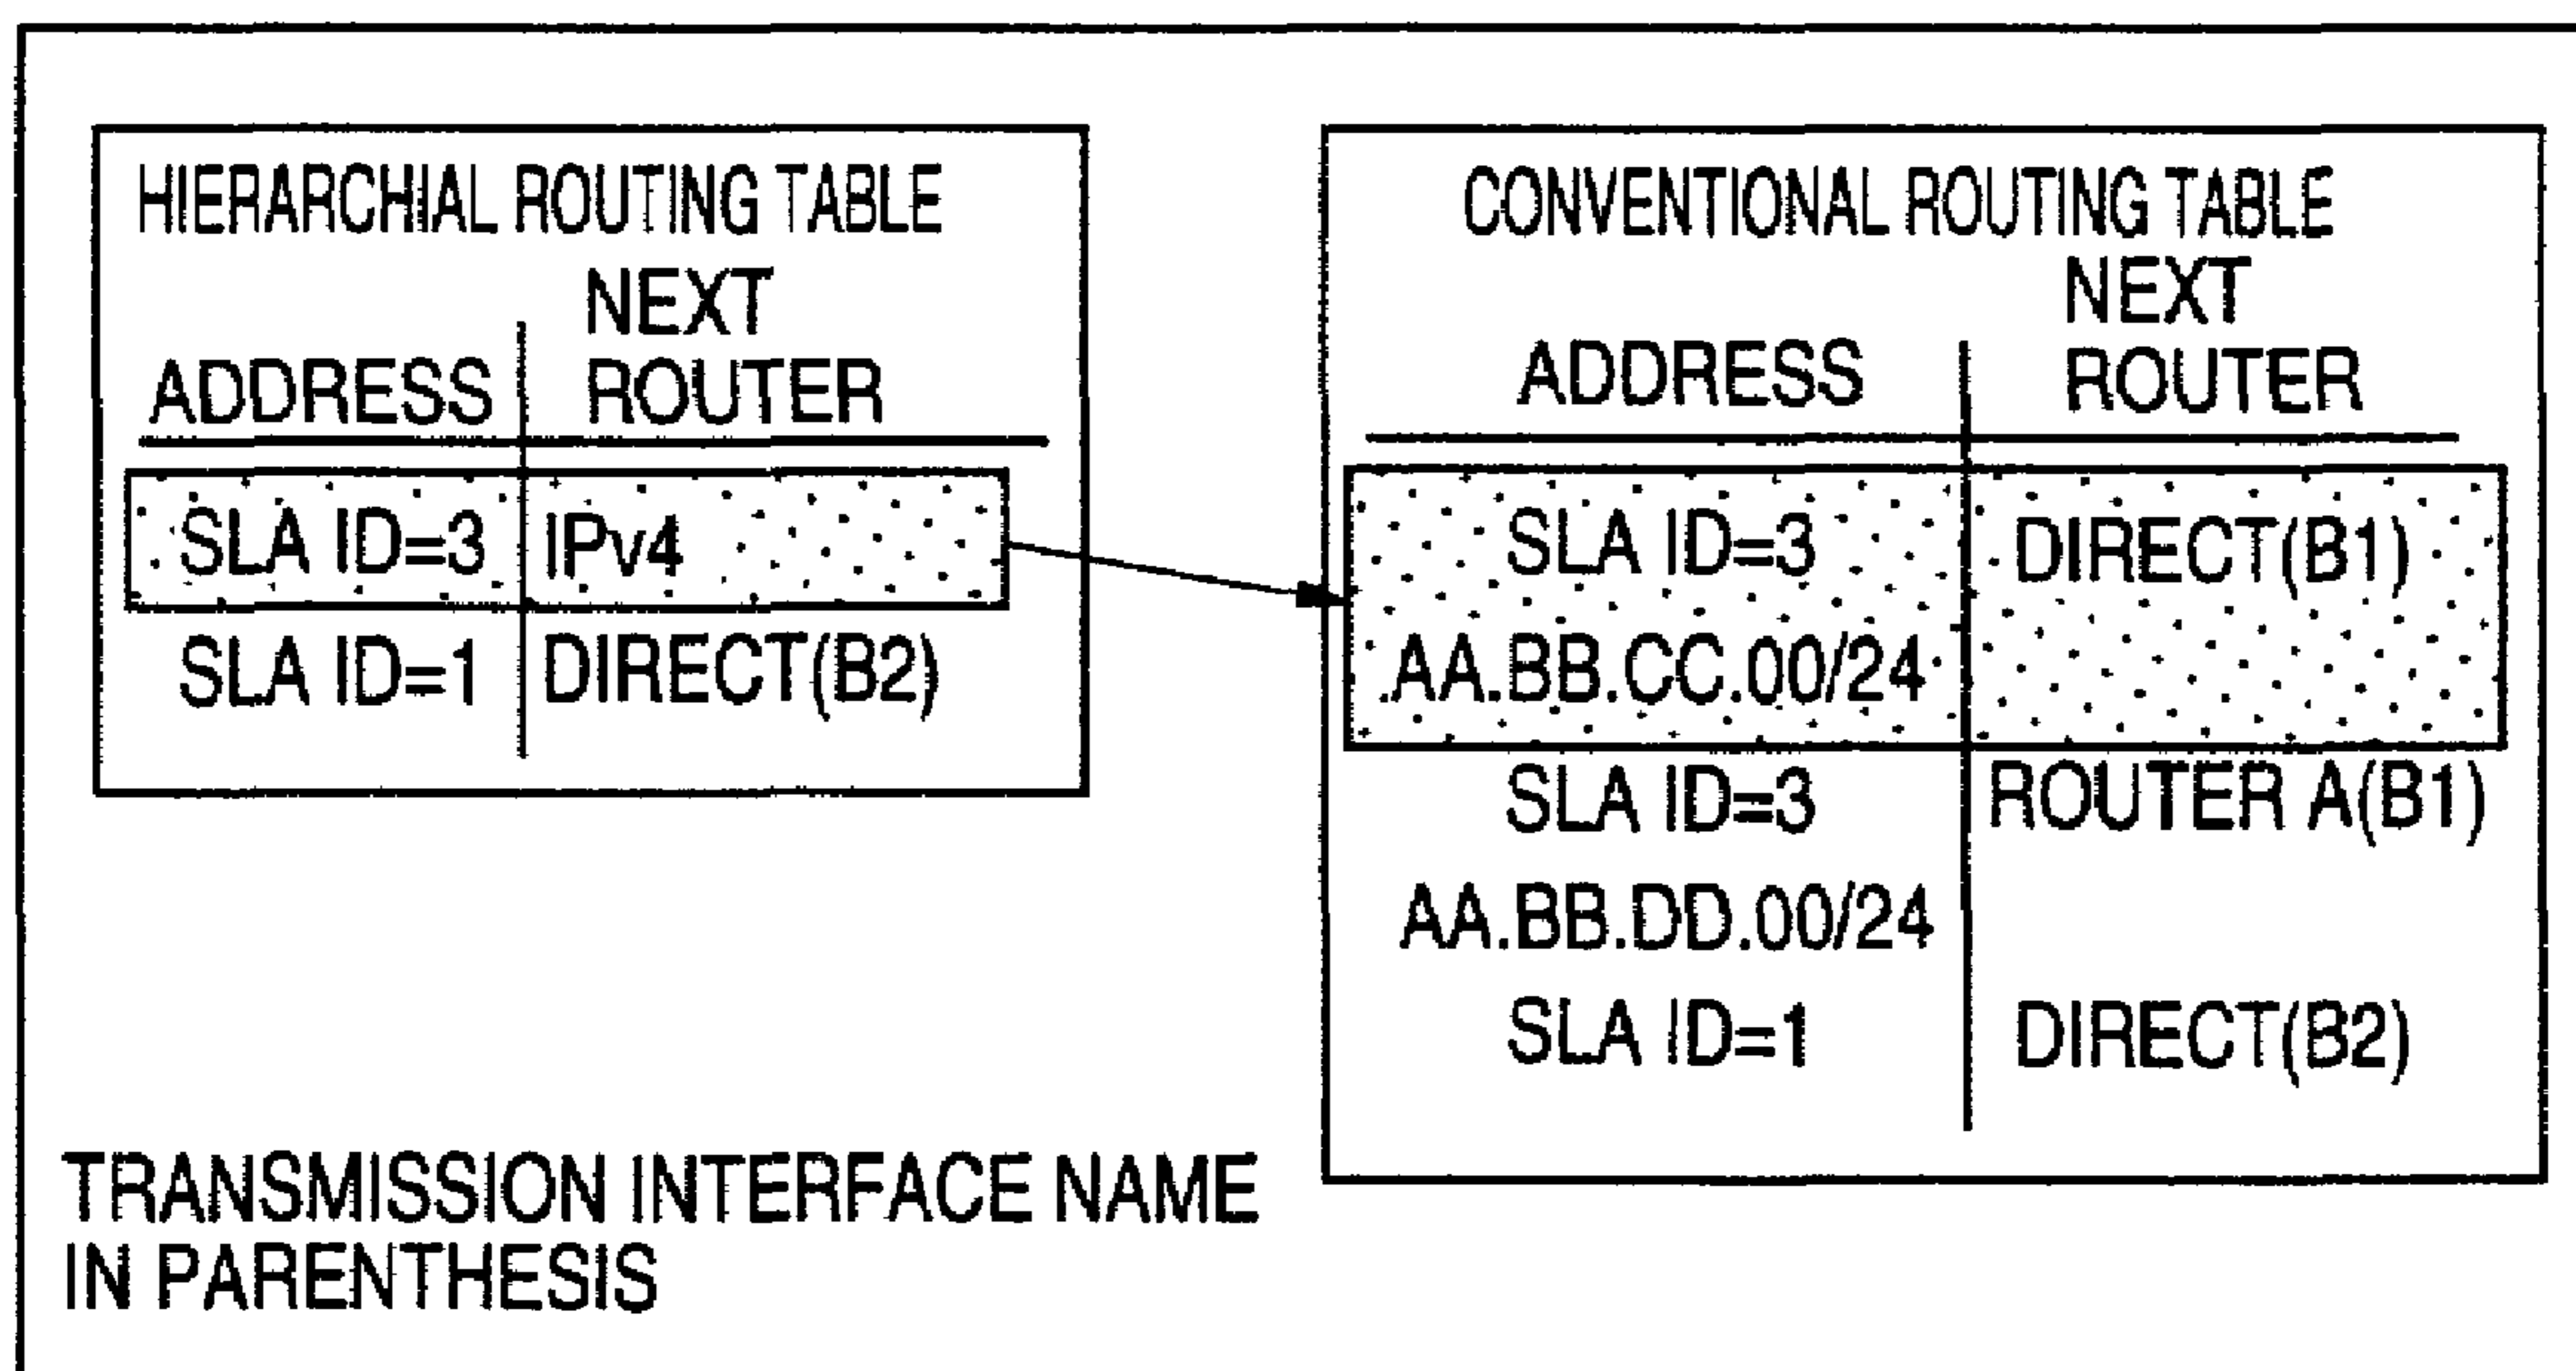 HIERARCHIAL ROUTING TABLE
NEXT
ADDRESS ROUTER
SLA ID=3 IPv4
SLA ID=1 DIRECT(B2)
CONVENTIONAL ROUTING TABLE
NEXT
ADDRESS ROUTER
SLA ID=3 DIRECT(B1)
AA.BB.CC.00/24
SLA ID=3 ROUTER A(B1)
AA.BB.DD.00/24
SLA ID=1 DIRECT(B2)
TRANSMISSION INTERFACE NAME
IN PARENTHESIS